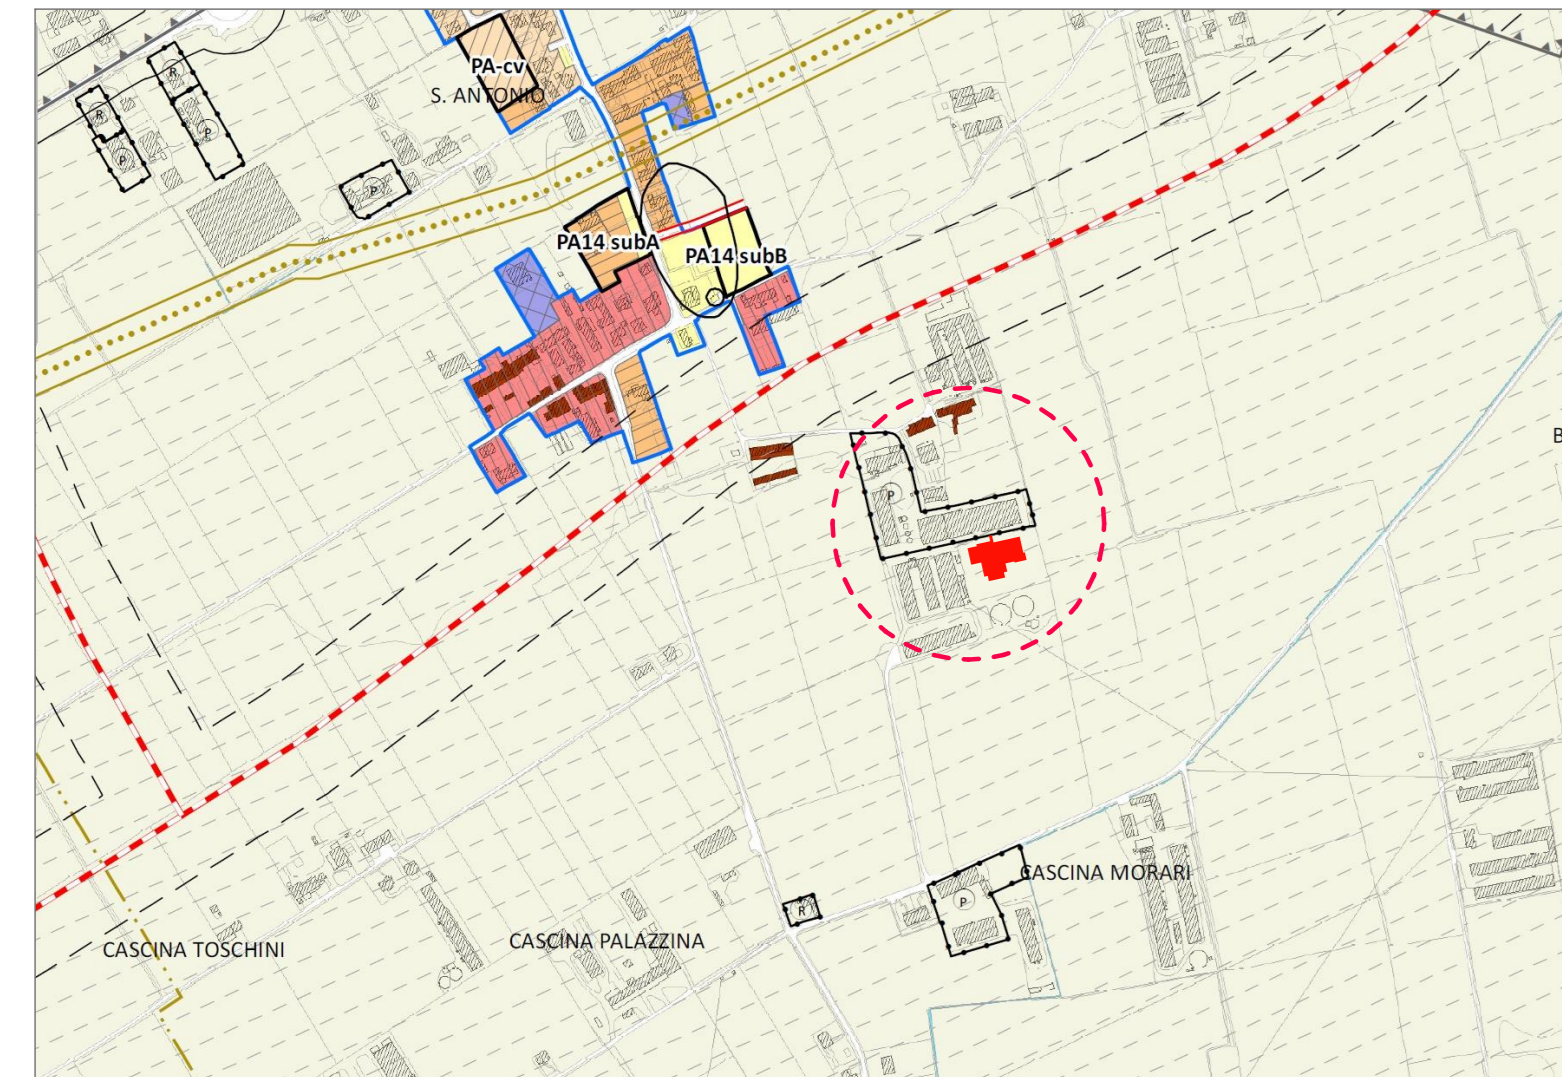 PA-cv
S. ANTONIO
R
R
P
P
P
PA14 subA
PA14 subB
B
P
CASCINA MORARI
P
R
CASCINA PALAZZINA
CASCINA TOSCHINI